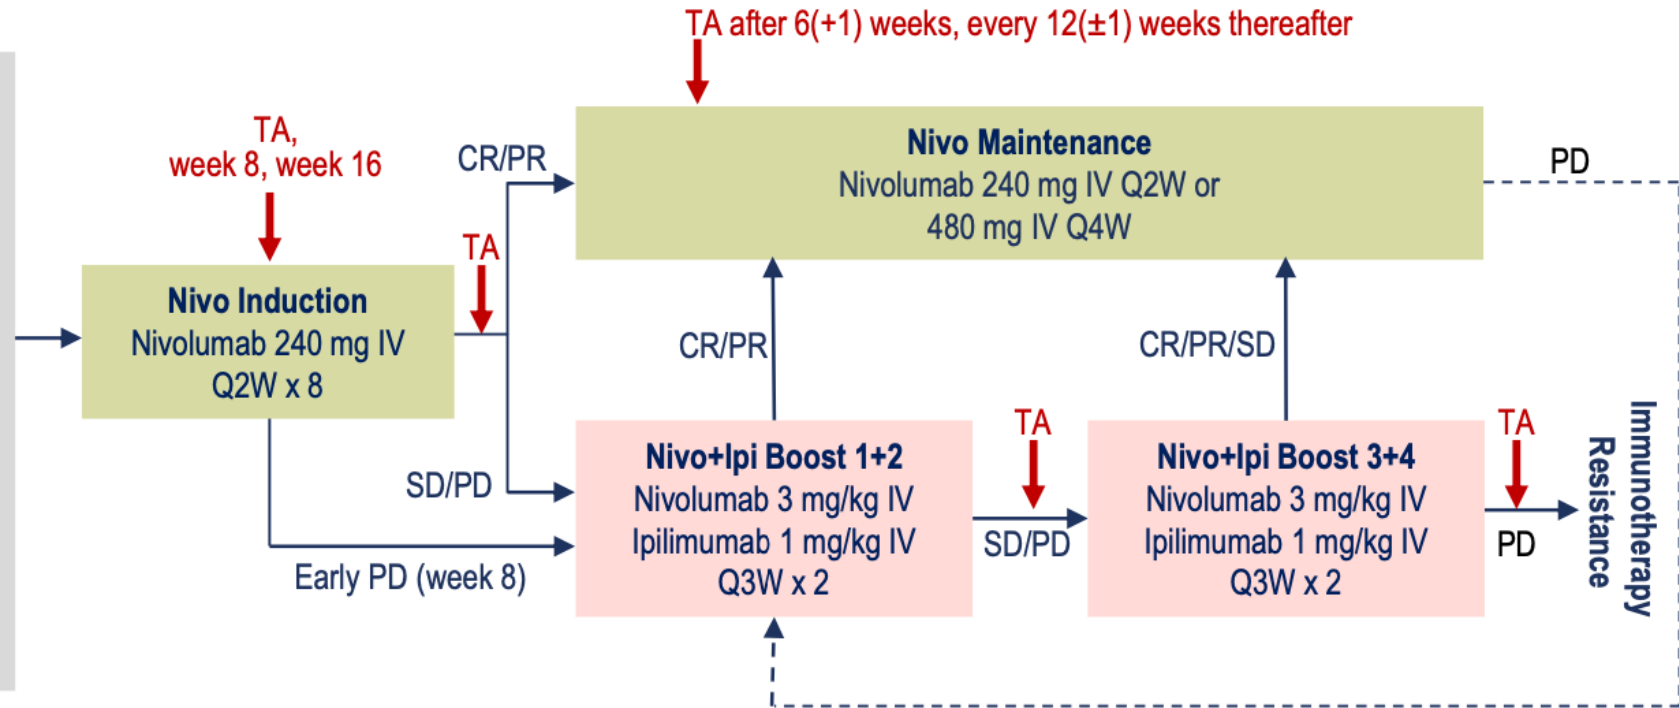 TA after 6(+1) weeks, every 12(±1) weeks thereafter
TA,
week 8, week 16
CR/PR
Nivo Maintenance
Nivolumab 240 mg IV Q2W or
480 mg IV Q4W
PD
TA
Nivo Induction
Nivolumab 240 mg IV
Q2W x 8
CR/PR
CR/PR/SD
SD/PD
Early PD (week 8)
Nivo+Ipi Boost 1+2
Nivolumab 3 mg/kg IV
Ipilimumab 1 mg/kg IV
Q3W x 2
TA
SD/PD
Nivo+Ipi Boost 3+4
Nivolumab 3 mg/kg IV
Ipilimumab 1 mg/kg IV
Q3W x 2
TA
PD
Immunotherapy
Resistance